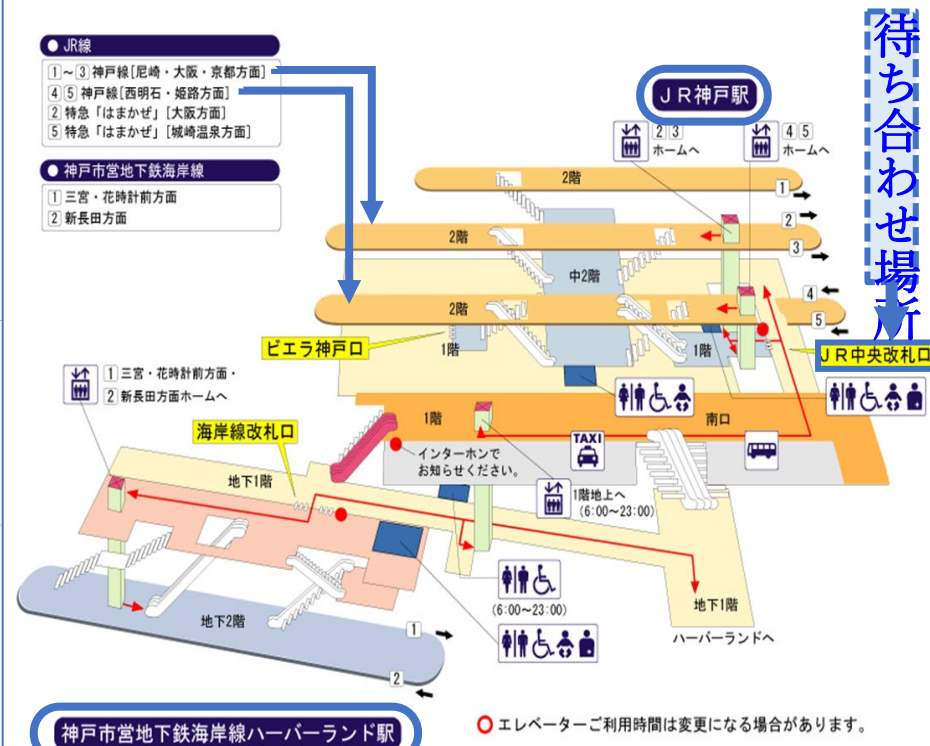 ● JR線
1～3 神戸線[尼崎・大阪・京都方面]
4 5 神戸線[西明石・姫路方面]
2 特急「はまかぜ」[大阪方面]
5 特急「はまかぜ」[城崎温泉方面]
● 神戸市営地下鉄海岸線
1 三宮・花時計前方面
2 新長田方面
JR神戸駅
待ち合わせ場所
2 3
ホームへ
4 5
ホームへ
2階
1
2階
2
3
中2階
2階
4
5
ビエラ神戸口
1階
1階
JR中央改札口
1 三宮・花時計前方面・
2 新長田方面ホームへ
海岸線改札口
1階
南口
TAXI
インターホンで
お知らせください。
地下1階
1階地上へ
(6:00～23:00)
(6:00～23:00)
地下1階
ハーバーランドへ
地下2階
1
2
神戸市営地下鉄海岸線ハーバーランド駅
エレベーターご利用時間は変更になる場合があります。